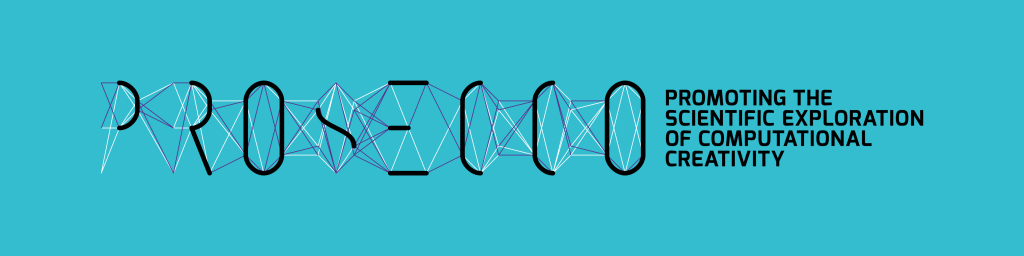 PROSECCO
PROMOTING THE
SCIENTIFIC EXPLORATION
OF COMPUTATIONAL
CREATIVITY